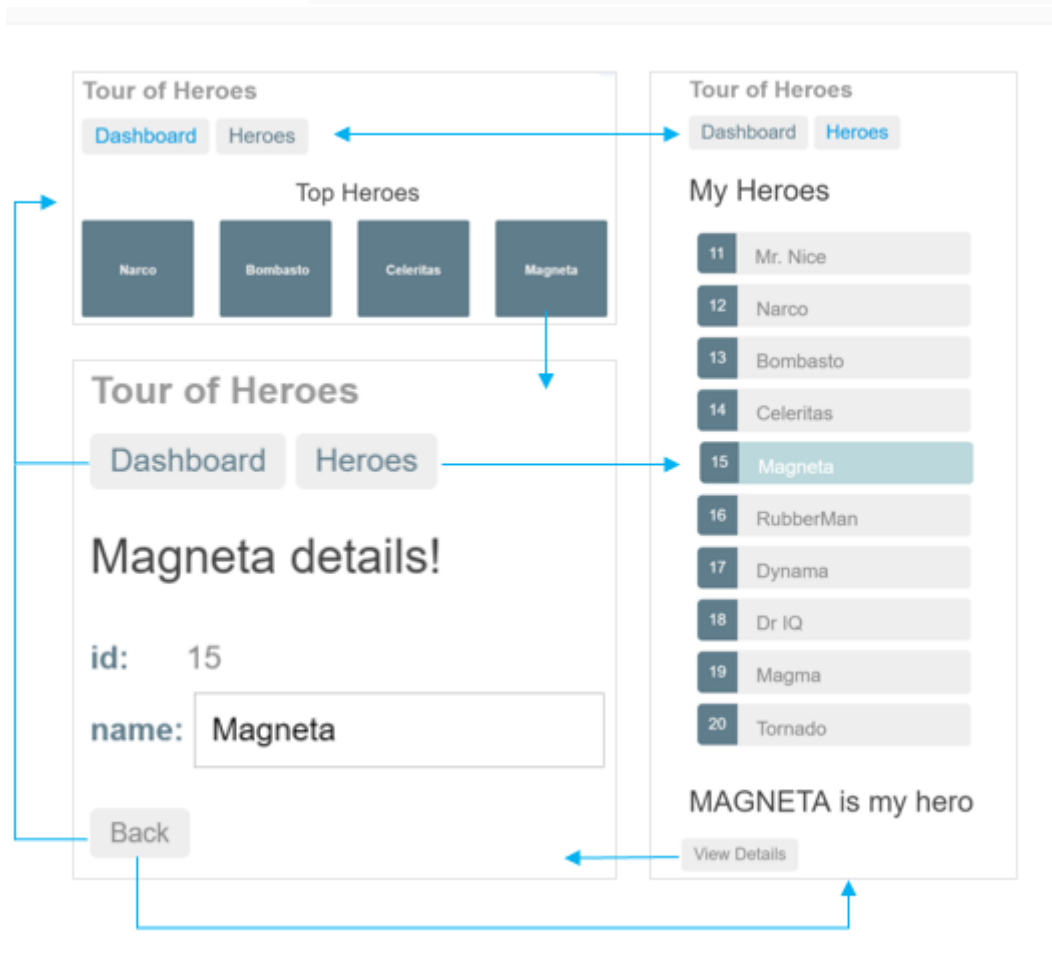 Tour of Heroes
Dashboard Heroes
Top Heroes
Narco Bombasto Celeritas Magneta
Tour of Heroes
Dashboard Heroes
Magneta details!
id: 15
name: Magneta
Back
Tour of Heroes
Dashboard Heroes
My Heroes
11 Mr. Nice
12 Narco
13 Bombasto
14 Celeritas
15 Magneta
16 RubberMan
17 Dynama
18 Dr IQ
19 Magma
20 Tornado
MAGNETA is my hero
View Details